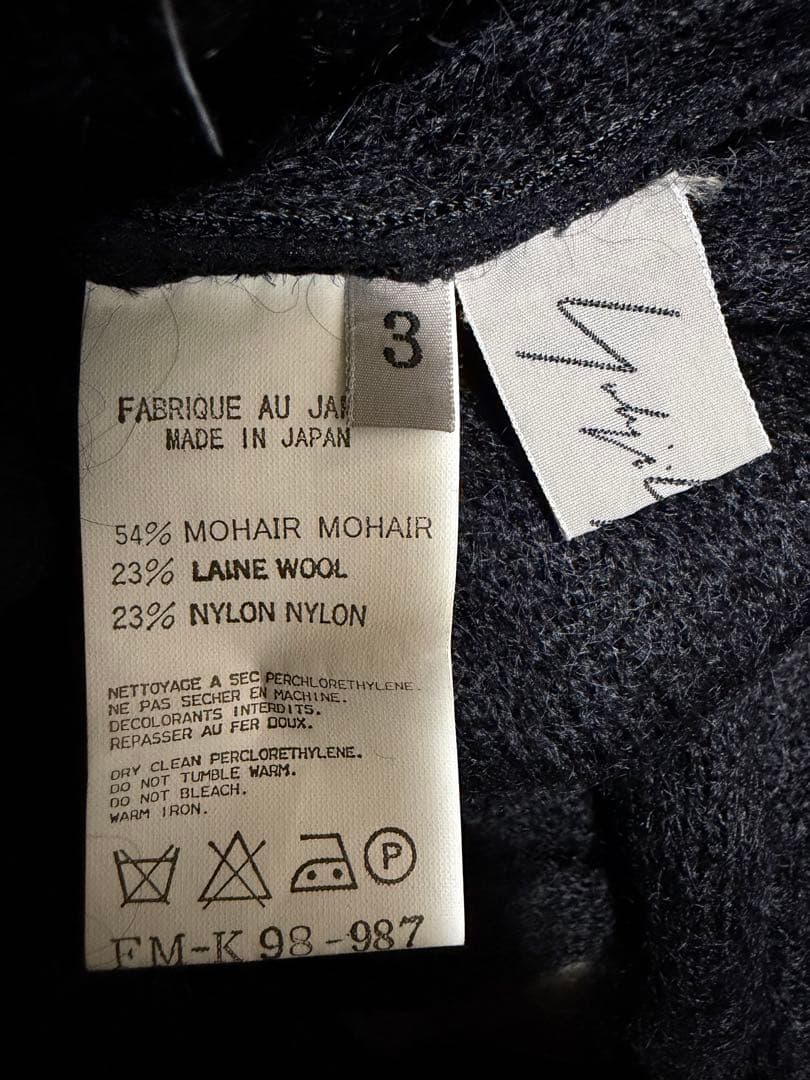 3
FABRIQUE AU
MADE IN JAPAN
54% MOHAIR MOHAIR
23% LAINE WOOL
23% NYLON NYLON
NETTOYAGE A SEC PERCHLORETHYLENE.
NE PAS SECHER EN MACHINE.
DECOLORANTS INTERDITS.
REPASSER AU FER DOUX.
DRY CLEAN PERCLORETHYLENE.
DO NOT TUMBLE WARM.
DO NOT BLEACH.
WARM IRON.
P
FM-K 98-987